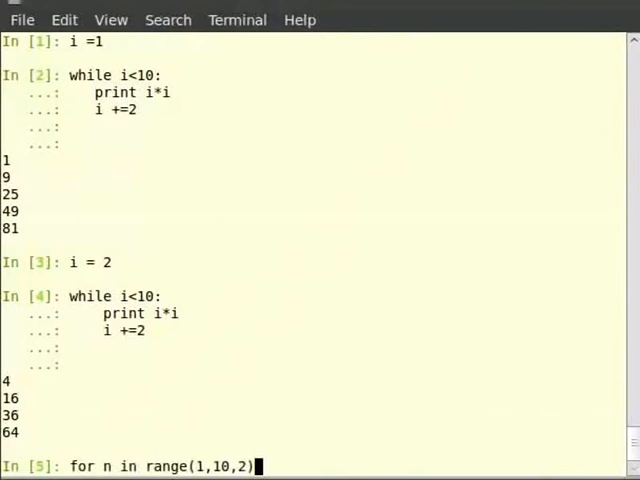 File Edit View Search Terminal Help
In [1]: i =1
In [2]: while i<10:
...: print i*i
...: i +=2
...:
...:
1
9
25
49
81
In [3]: i = 2
In [4]: while i<10:
...: print i*i
...: i +=2
...:
...:
4
16
36
64
In [5]: for n in range(1,10,2)